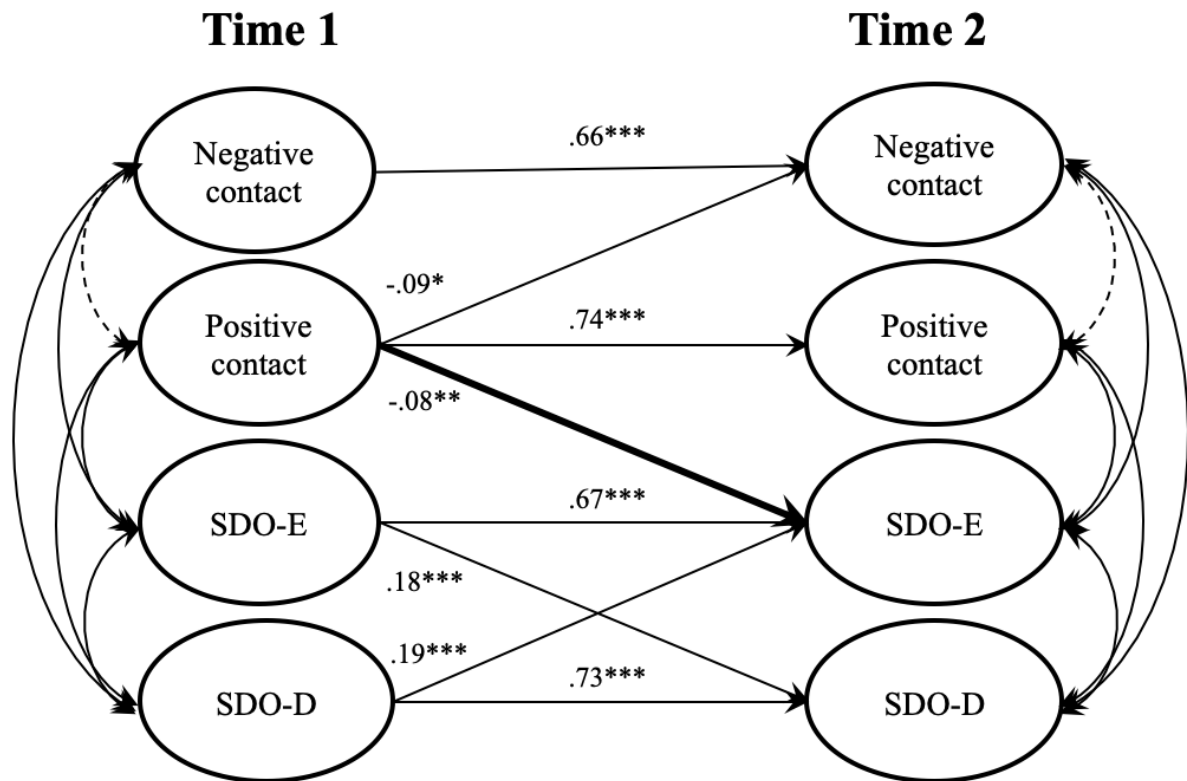 Time 1
Time 2
Negative
contact
.66***
Negative
contact
-.09*
Positive
contact
.74***
Positive
contact
-.08**
SDO-E
.67***
SDO-E
.18***
.19***
SDO-D
.73***
SDO-D